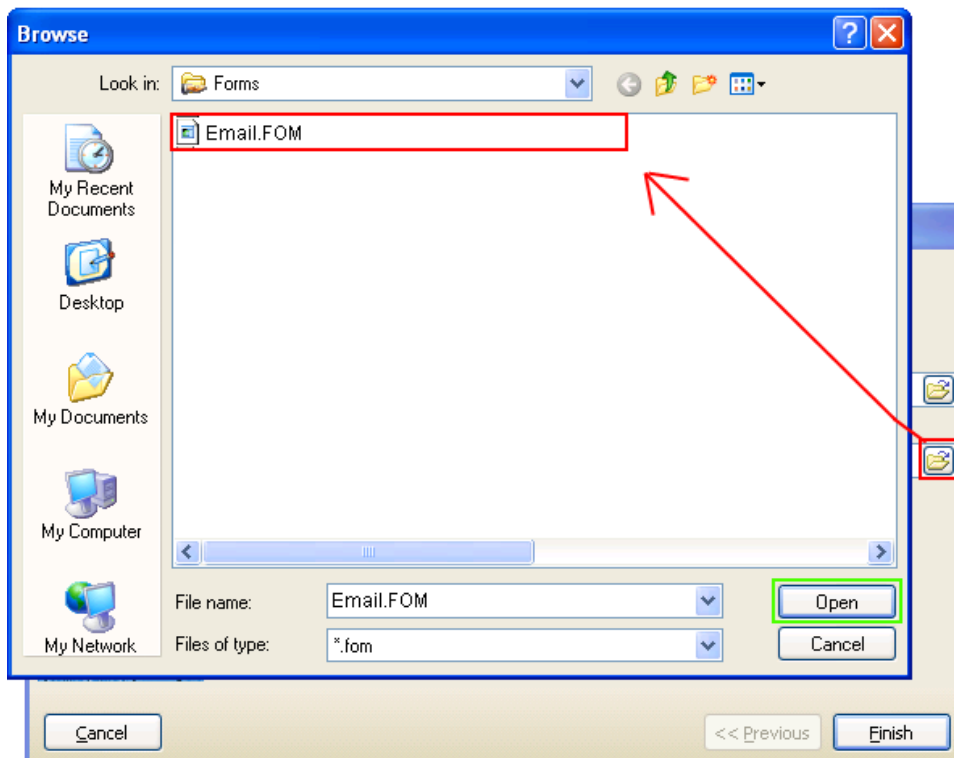 Browse
Look in: Forms
Email.FOM
My Recent
Documents
Desktop
My Documents
My Computer
My Network
File name: Email.FOM Open
Files of type: *.fom Cancel
Cancel << Previous Finish